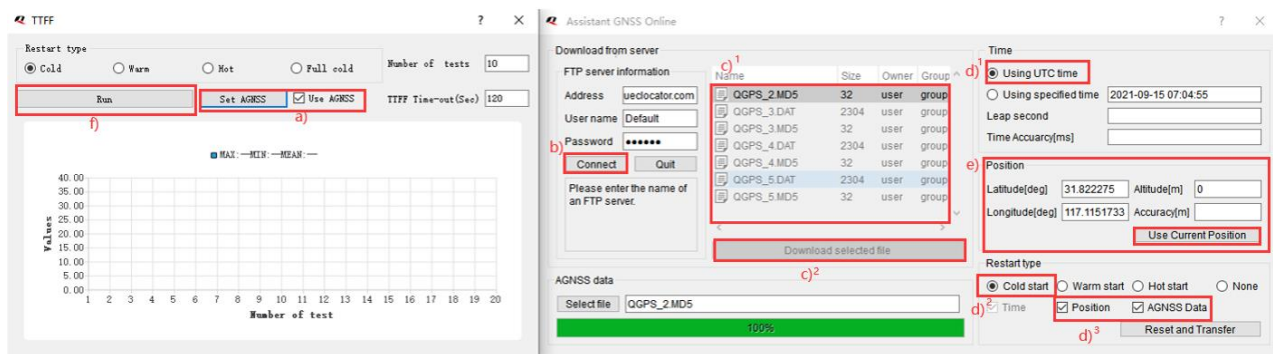 TTFF ? ×
Restart type
Cold Warm Hot Full cold
Number of tests 10
Run Set AGNSS Use AGNSS TTFF Time-out(Sec) 120
f) a)
MAX:—MIN:—MEAN:—
Values
40.00
35.00
30.00
25.00
20.00
15.00
10.00
5.00
0.00
1 2 3 4 5 6 7 8 9 10 11 12 13 14 15 16 17 18 19 20
Number of test
Assistant GNSS Online ? ×
Download from server
FTP server information
Address ueclocator.com
User name Default
Password ●●●●●●
b)
Connect Quit
Please enter the name of
an FTP server.
c)1
Name Size Owner Group
QGPS_2.MD5 32 user group
QGPS_3.DAT 2304 user group
QGPS_3.MD5 32 user group
QGPS_4.DAT 2304 user group
QGPS_4.MD5 32 user group
QGPS_5.DAT 2304 user group
QGPS_5.MD5 32 user group
Download selected file
c)2
AGNSS data
Select file QGPS_2.MD5
100%
Time
d)1 Using UTC time
Using specified time 2021-09-15 07:04:55
Leap second
Time Accuarcy[ms]
e) Position
Latitude[deg] 31.822275 Altitude[m] 0
Longitude[deg] 117.1151733 Accuracy[m]
Use Current Position
Restart type
Cold start Warm start Hot start None
d)2 Time Position AGNSS Data
d)3 Reset and Transfer